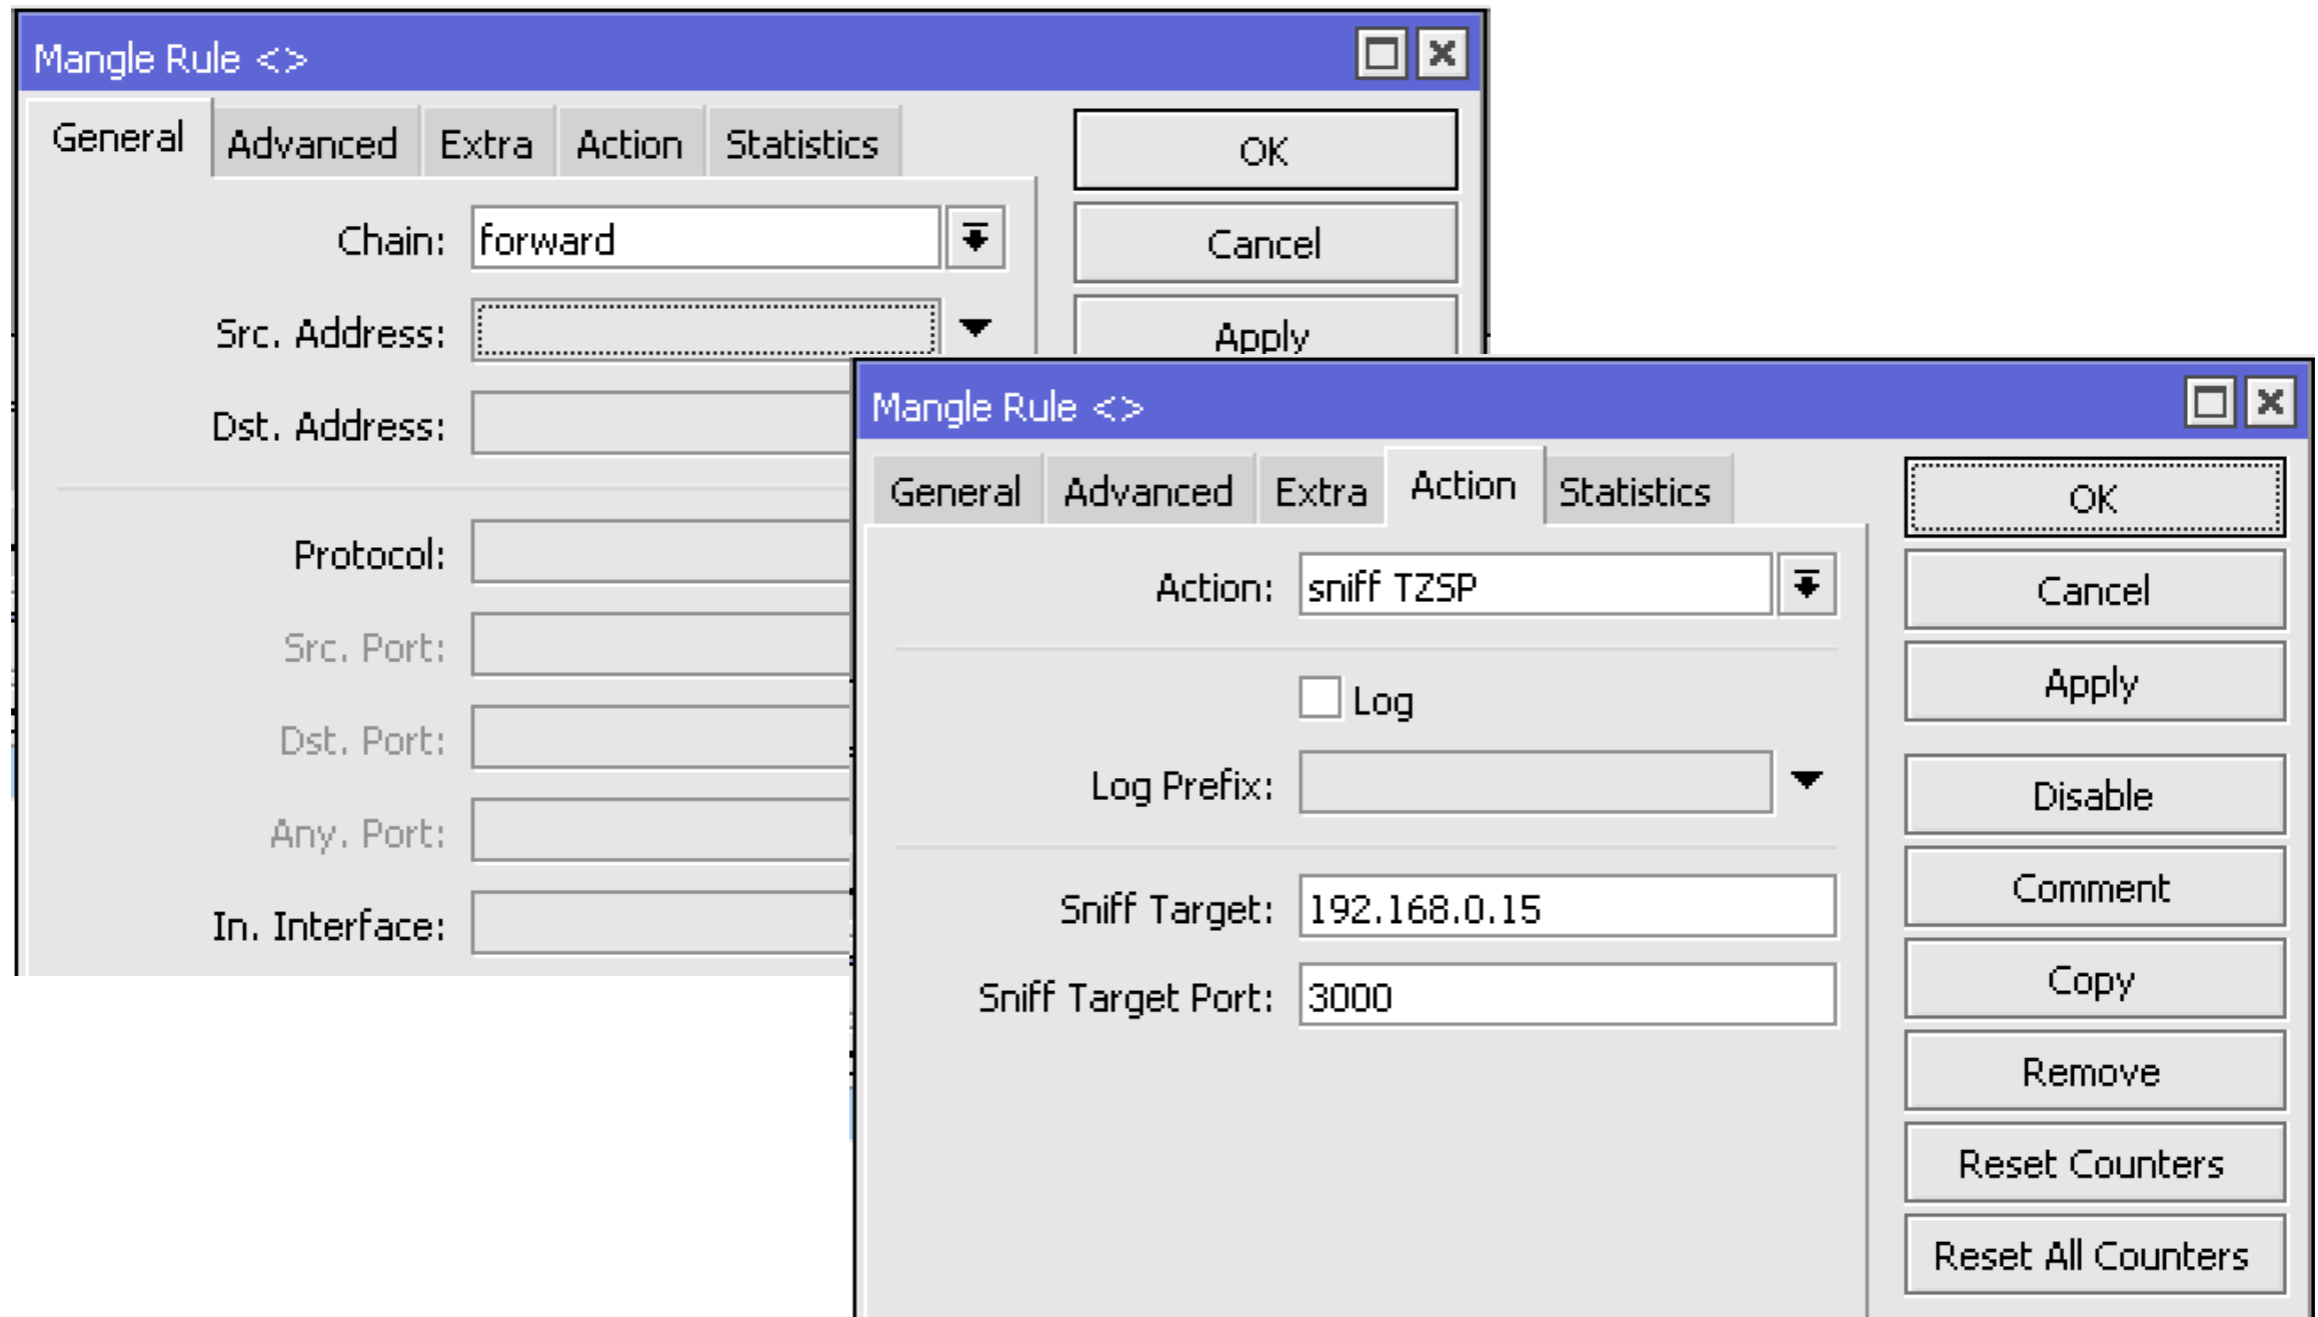 Mangle Rule <>
General Advanced Extra Action Statistics
OK
Chain: forward
Cancel
Src. Address:
Apply
Dst. Address:
Protocol:
Src. Port:
Dst. Port:
Any. Port:
In. Interface:
Mangle Rule <>
General Advanced Extra Action Statistics
OK
Action: sniff TZSP
Cancel
Log
Apply
Log Prefix:
Disable
Sniff Target: 192.168.0.15
Comment
Sniff Target Port: 3000
Copy
Remove
Reset Counters
Reset All Counters